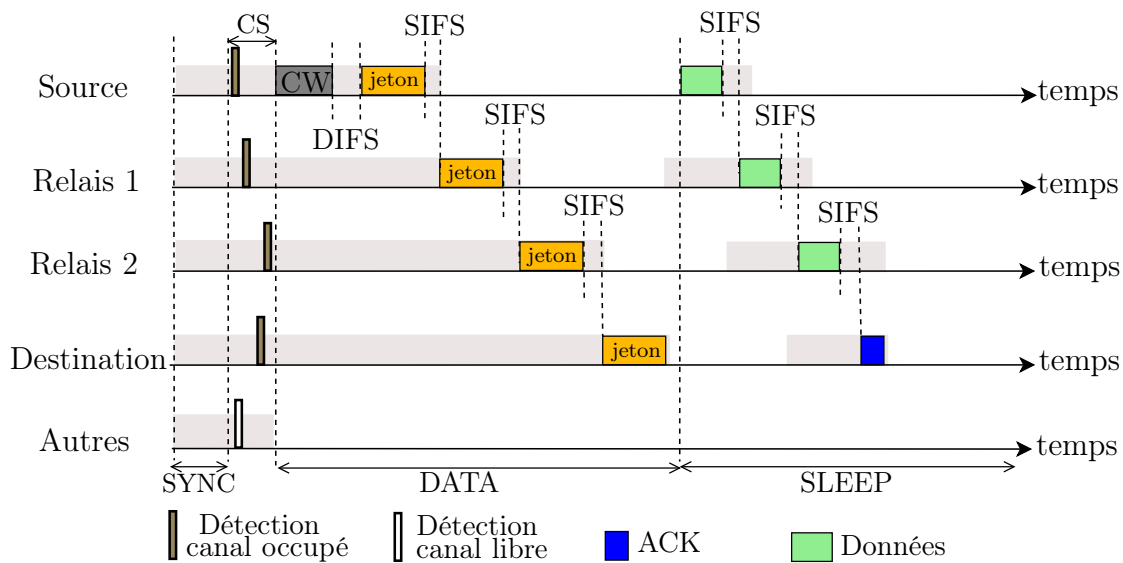 CS
SIFS
SIFS
Source
CW
jeton
temps
DIFS
SIFS
SIFS
Relais 1
jeton
temps
SIFS
SIFS
Relais 2
jeton
temps
Destination
jeton
temps
Autres
temps
SYNC
DATA
SLEEP
Détection
canal occupé
Détection
canal libre
ACK
Données